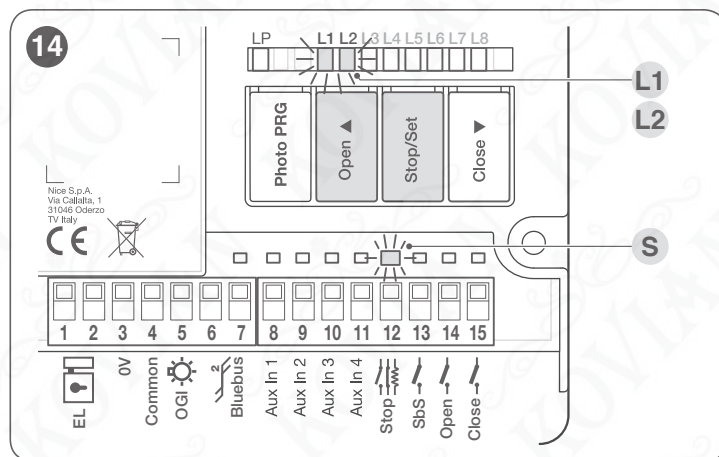 14
LP L1 L2 L3 L4 L5 L6 L7 L8
L1
L2
Photo PRG
Open ▲
Stop/Set
Close ▼
Nice S.p.A.
Via Callalta, 1
31046 Oderzo
TV Italy
CE
S
1 2 3 4 5 6 7 8 9 10 11 12 13 14 15
EL
0V
Common
OGI
2
Bluebus
Aux In 1
Aux In 2
Aux In 3
Aux In 4
Stop
SbS
Open
Close
KOVIAN